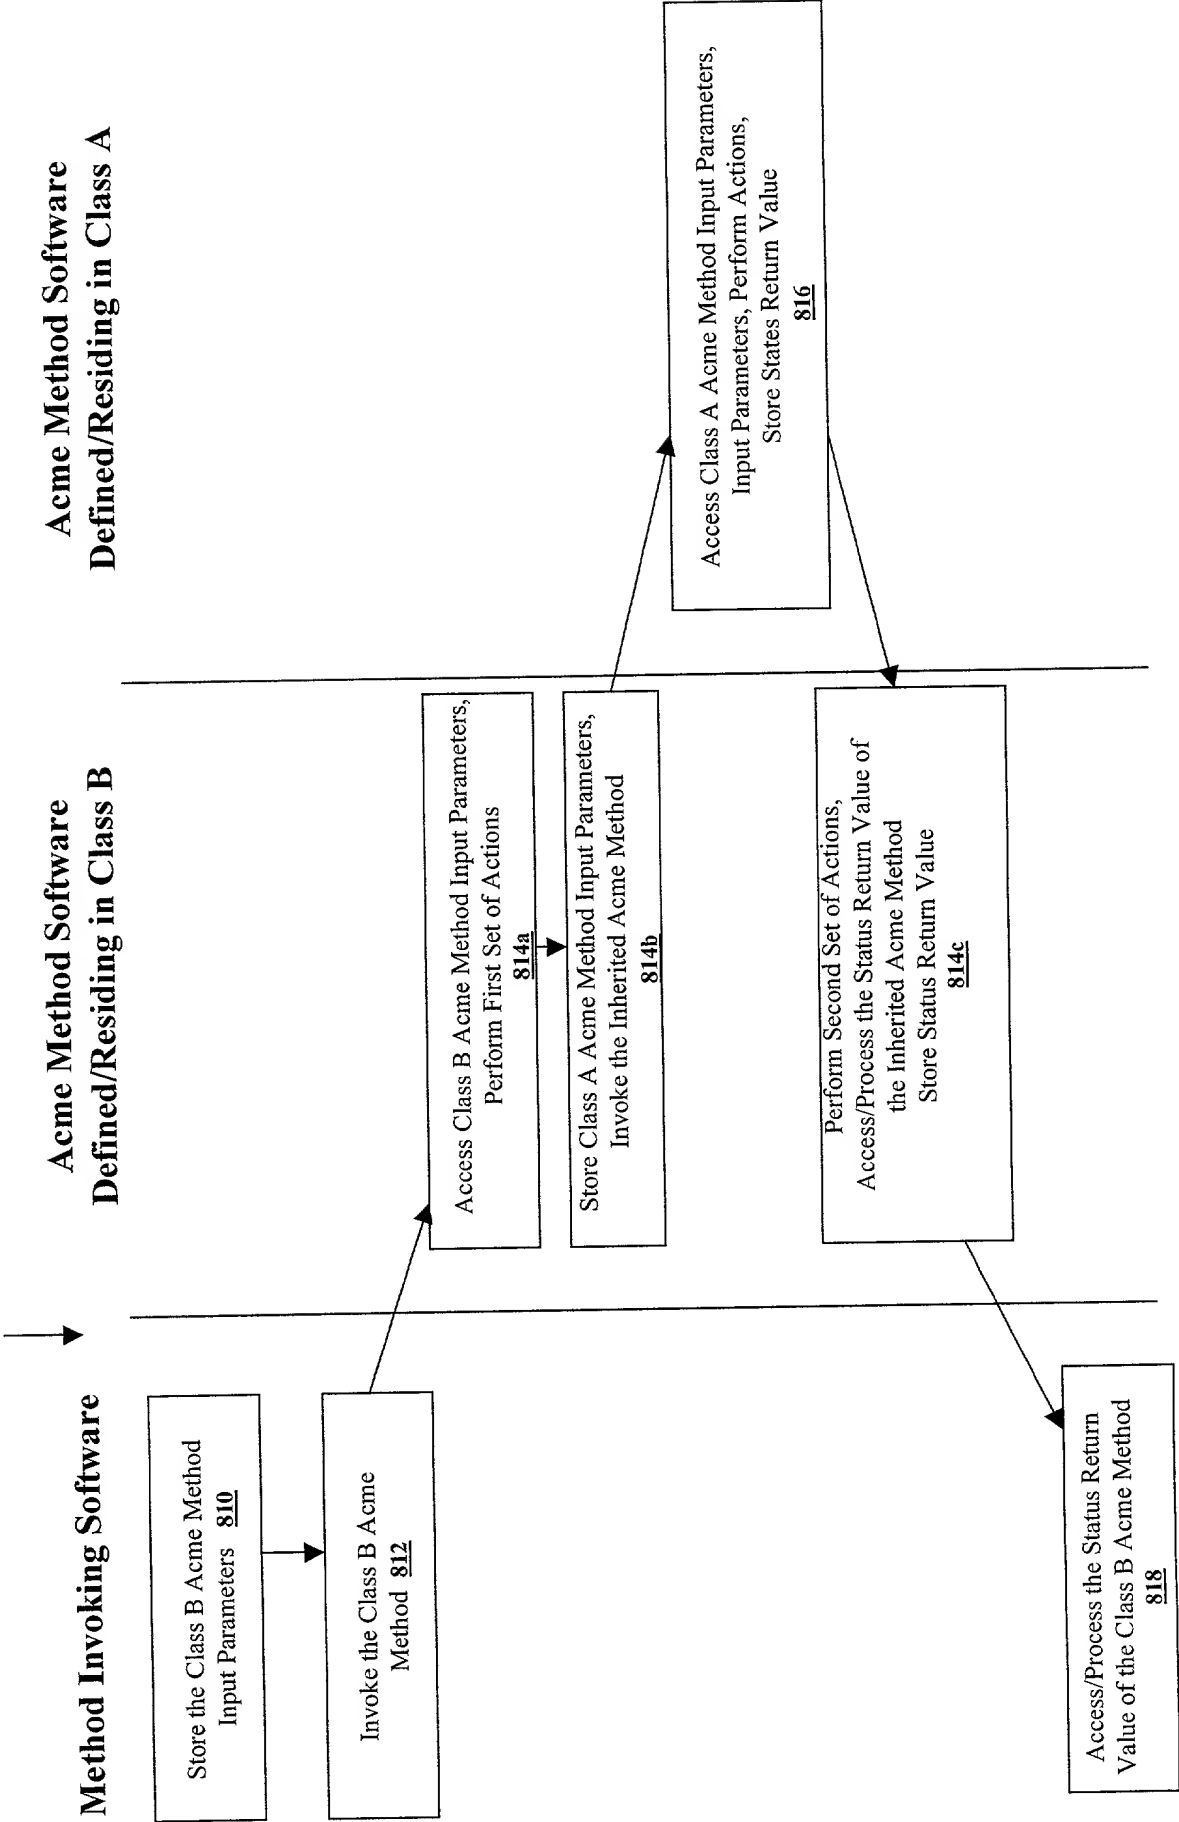 Method Invoking Software
Acme Method Software
Defined/Residing in Class B
Acme Method Software
Defined/Residing in Class A
Store the Class B Acme Method
Input Parameters 810
Invoke the Class B Acme
Method 812
Access Class B Acme Method Input Parameters,
Perform First Set of Actions
814a
Store Class A Acme Method Input Parameters,
Invoke the Inherited Acme Method
814b
Access Class A Acme Method Input Parameters,
Input Parameters, Perform Actions,
Store States Return Value
816
Perform Second Set of Actions,
Access/Process the Status Return Value of
the Inherited Acme Method
Store Status Return Value
814c
Access/Process the Status Return
Value of the Class B Acme Method
818